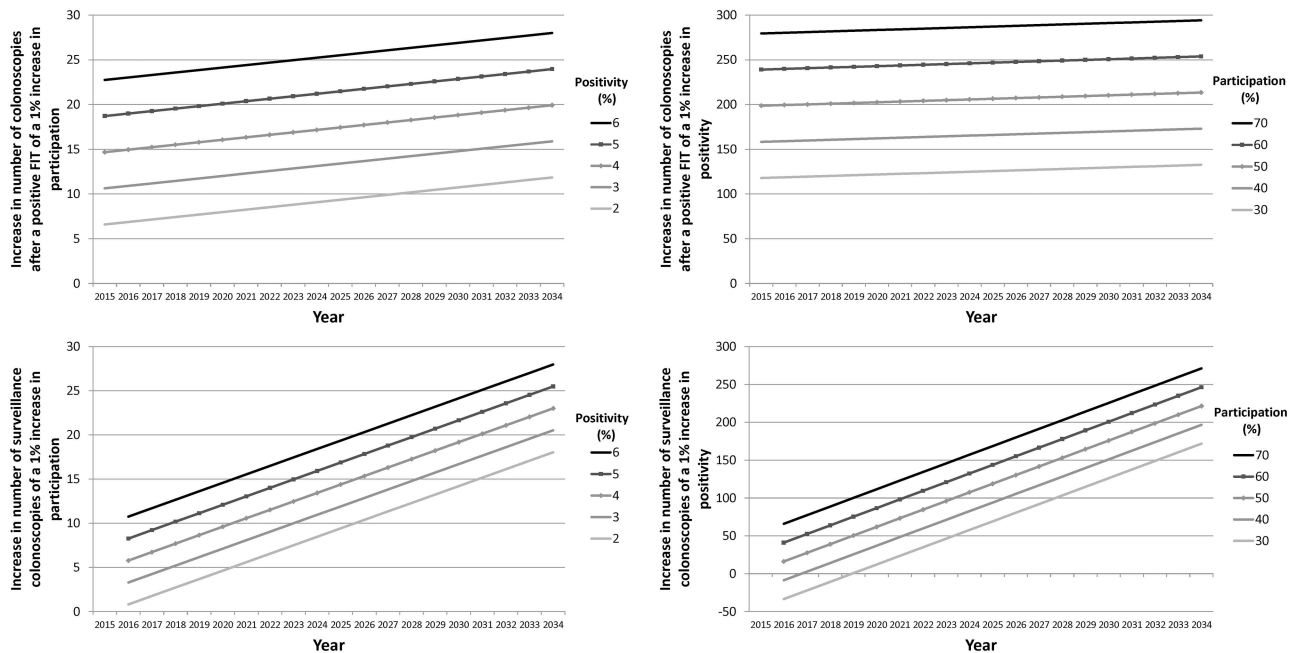 Increase in number of colonoscopies
after a positive FIT of a 1% increase in
participation
30
25
20
15
10
5
0
2015 2016 2017 2018 2019 2020 2021 2022 2023 2024 2025 2026 2027 2028 2029 2030 2031 2032 2033 2034
Year
Positivity
(%)
6
5
4
3
2
Increase in number of colonoscopies
after a positive FIT of a 1% increase in
positivity
300
250
200
150
100
50
0
2015 2016 2017 2018 2019 2020 2021 2022 2023 2024 2025 2026 2027 2028 2029 2030 2031 2032 2033 2034
Year
Participation
(%)
70
60
50
40
30
Increase in number of surveillance
colonoscopies of a 1% increase in
participation
30
25
20
15
10
5
0
2015 2016 2017 2018 2019 2020 2021 2022 2023 2024 2025 2026 2027 2028 2029 2030 2031 2032 2033 2034
Year
Positivity
(%)
6
5
4
3
2
Increase in number of surveillance
colonoscopies of a 1% increase in
positivity
300
250
200
150
100
50
0
-50
2015 2016 2017 2018 2019 2020 2021 2022 2023 2024 2025 2026 2027 2028 2029 2030 2031 2032 2033 2034
Year
Participation
(%)
70
60
50
40
30